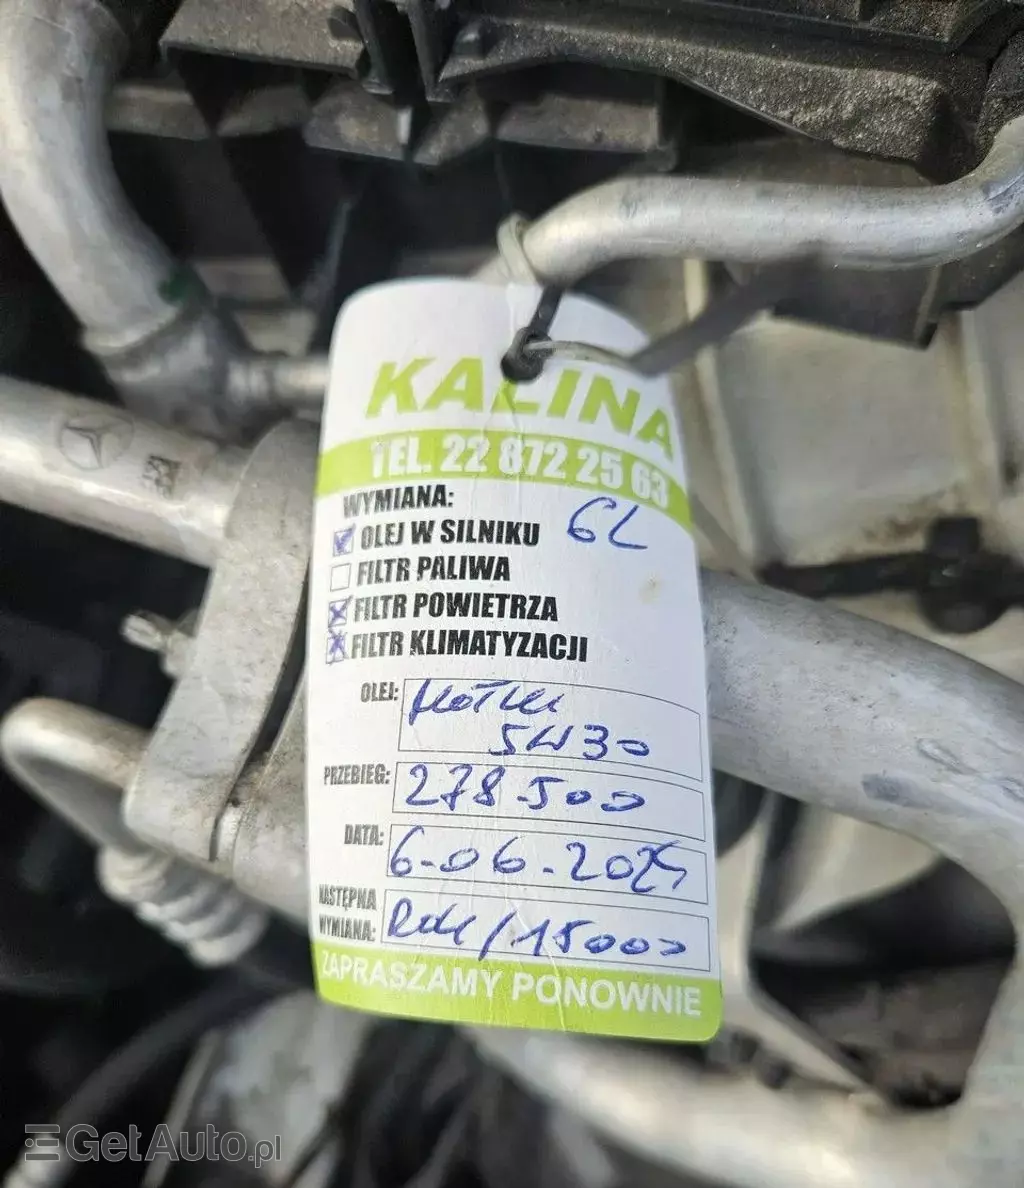 KALINA
TEL. 22 872 25 63
WYMIANA:
OLEJ W SILNIKU 6L
FILTR PALIWA
FILTR POWIETRZA
FILTR KLIMATYZACJI
OLEJ: MOTUL
5W30
PRZEBIEG: 278.500
DATA: 6-06.2025
NASTĘPNA
WYMIANA: ROK/15000
ZAPRASZAMY PONOWNIE
GetAuto.pl